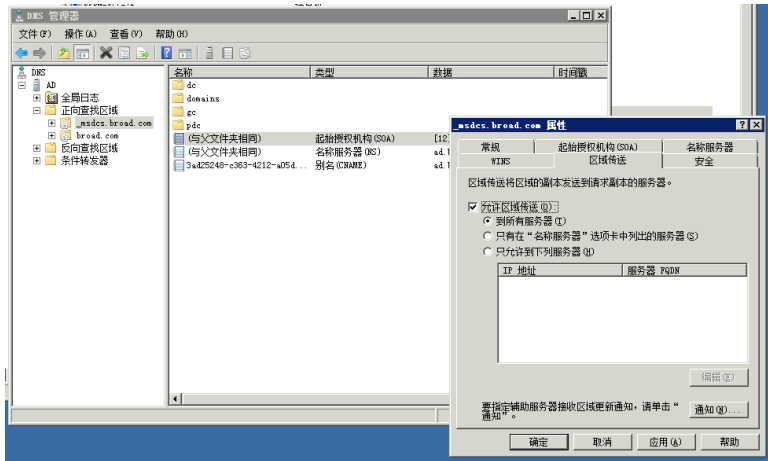 DNS 管理器
文件(F) 操作(A) 查看(V) 帮助(H)
DNS
AD
全局日志
正向查找区域
_msdcs.broad.com
broad.com
反向查找区域
条件转发器
名称 类型 数据 时间戳
dc
domains
gc
pdc
(与父文件夹相同) 起始授权机构(SOA) [12
(与父文件夹相同) 名称服务器(NS) ad.
3ad25248-c363-4212-a05d... 别名(CNAME) ad.
_msdcs.broad.com 属性
常规 起始授权机构(SOA) 名称服务器
WINS 区域传送 安全
区域传送将区域的副本发送到请求副本的服务器。
允许区域传送(O):
到所有服务器(T)
只有在“名称服务器”选项卡中列出的服务器(S)
只允许到下列服务器(H)
IP 地址 服务器 FQDN
编辑(E)
要指定辅助服务器接收区域更新通知，请单击“
通知”。
通知(N)...
确定 取消 应用(A) 帮助